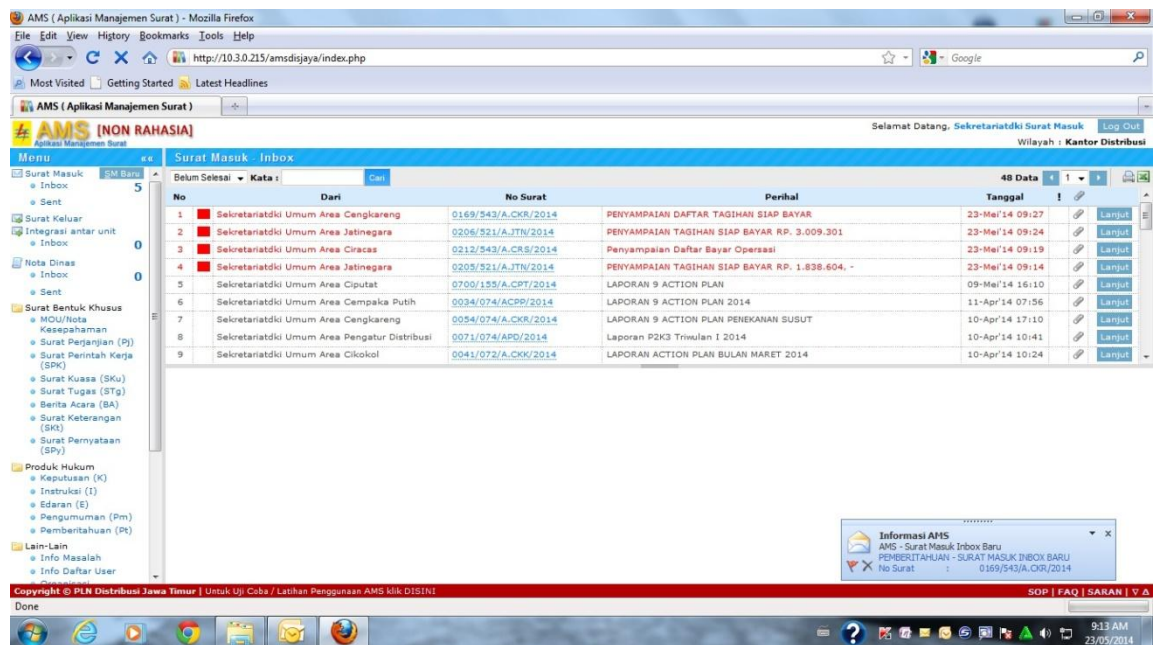 AMS ( Aplikasi Manajemen Surat ) - Mozilla Firefox
File Edit View History Bookmarks Tools Help
http://10.3.0.215/amsdisjaya/index.php
Google
Most Visited Getting Started Latest Headlines
AMS ( Aplikasi Manajemen Surat )
AMS [NON RAHASIA]
Aplikasi Manajemen Surat
Selamat Datang, Sekretariatdki Surat Masuk Log Out
Wilayah : Kantor Distribusi
Menu
Surat Masuk SM Baru
Inbox 5
Sent
Surat Keluar
Integrasi antar unit
Inbox 0
Nota Dinas
Inbox 0
Sent
Surat Bentuk Khusus
MOU/Nota
Kesepahaman
Surat Perjanjian (Pj)
Surat Perintah Kerja
(SPK)
Surat Kuasa (SKu)
Surat Tugas (STg)
Berita Acara (BA)
Surat Keterangan
(SKt)
Surat Pernyataan
(SPy)
Produk Hukum
Keputusan (K)
Instruksi (I)
Edaran (E)
Pengumuman (Pm)
Pemberitahuan (Pt)
Lain-Lain
Info Masalah
Info Daftar User
Organisasi
Surat Masuk - Inbox
Belum Selesai Kata : Cari 48 Data 1
No Dari No Surat Perihal Tanggal !
1 Sekretariatdki Umum Area Cengkareng 0169/543/A.CKR/2014 PENYAMPAIAN DAFTAR TAGIHAN SIAP BAYAR 23-Mei'14 09:27 Lanjut
2 Sekretariatdki Umum Area Jatinegara 0206/521/A.JTN/2014 PENYAMPAIAN TAGIHAN SIAP BAYAR RP. 3.009.301 23-Mei'14 09:24 Lanjut
3 Sekretariatdki Umum Area Ciracas 0212/543/A.CRS/2014 Penyampaian Daftar Bayar Opersasi 23-Mei'14 09:19 Lanjut
4 Sekretariatdki Umum Area Jatinegara 0205/521/A.JTN/2014 PENYAMPAIAN TAGIHAN SIAP BAYAR RP. 1.838.604, - 23-Mei'14 09:14 Lanjut
5 Sekretariatdki Umum Area Ciputat 0700/155/A.CPT/2014 LAPORAN 9 ACTION PLAN 09-Mei'14 16:10 Lanjut
6 Sekretariatdki Umum Area Cempaka Putih 0034/074/ACPP/2014 LAPORAN 9 ACTION PLAN 2014 11-Apr'14 07:56 Lanjut
7 Sekretariatdki Umum Area Cengkareng 0054/074/A.CKR/2014 LAPORAN 9 ACTION PLAN PENEKANAN SUSUT 10-Apr'14 17:10 Lanjut
8 Sekretariatdki Umum Area Pengatur Distribusi 0071/074/APD/2014 Laporan P2K3 Triwulan I 2014 10-Apr'14 10:41 Lanjut
9 Sekretariatdki Umum Area Cikokol 0041/072/A.CKK/2014 LAPORAN ACTION PLAN BULAN MARET 2014 10-Apr'14 10:24 Lanjut
Informasi AMS
AMS - Surat Masuk Inbox Baru
PEMBERITAHUAN - SURAT MASUK INBOX BARU
No Surat : 0169/543/A.CKR/2014
Copyright © PLN Distribusi Jawa Timur | Untuk Uji Coba / Latihan Penggunaan AMS klik DISINI SOP | FAQ | SARAN |
Done
9:13 AM
23/05/2014